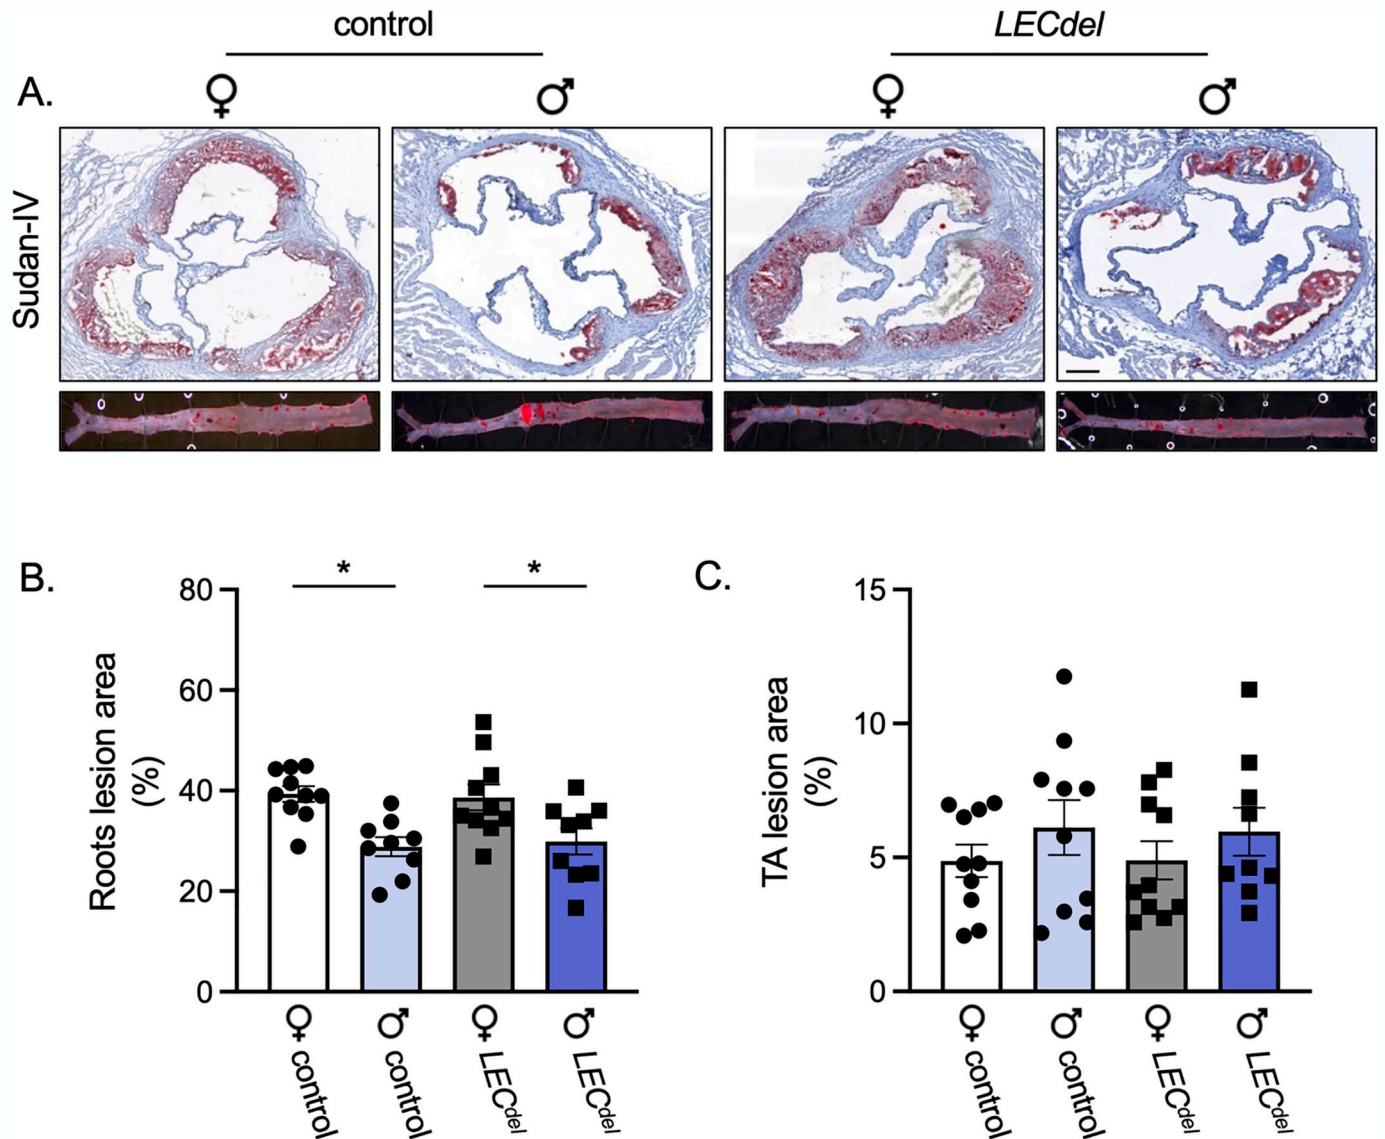 control LECdel
A. ♀ ♂ ♀ ♂
Sudan-IV
B. * *
Roots lesion area
(%)
80
60
40
20
0
♀ control
♂ control
♀ LECdel
♂ LECdel
C.
TA lesion area
(%)
15
10
5
0
♀ control
♂ control
♀ LECdel
♂ LECdel